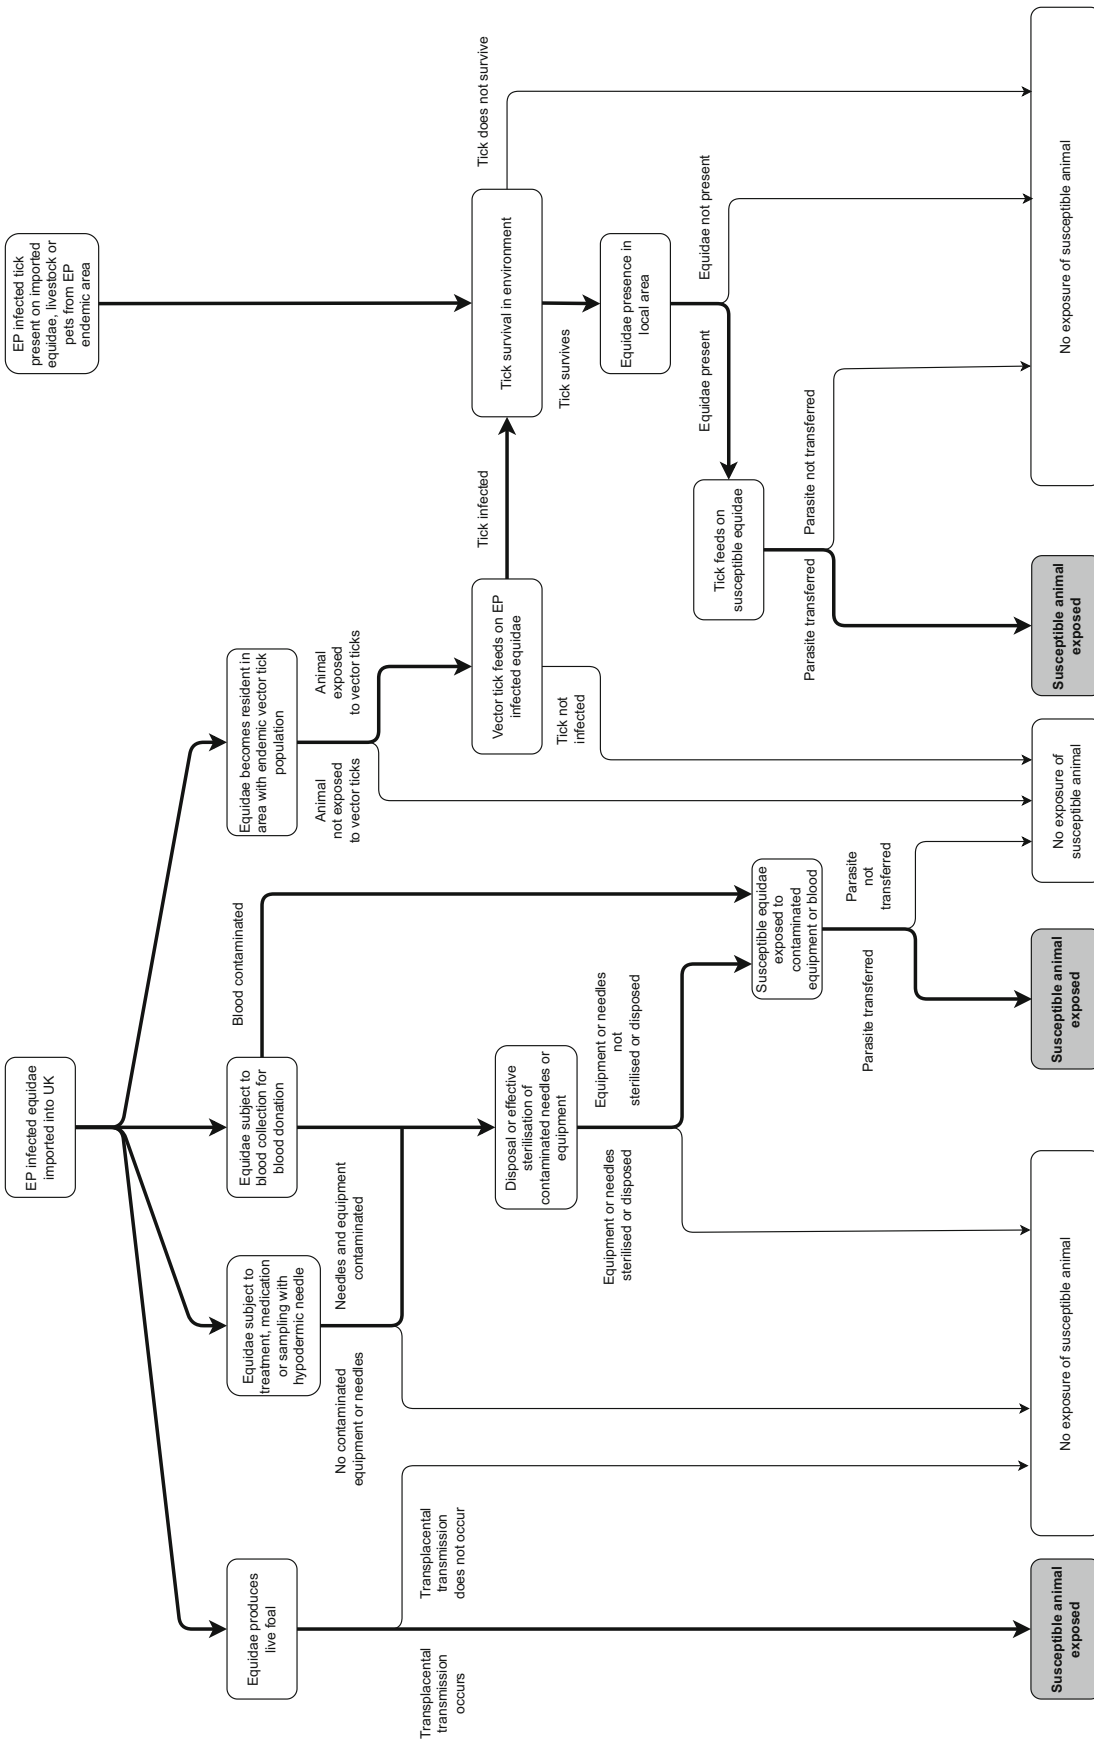 EP infected equidae
imported into UK
EP infected tick
present on imported
equidae, livestock or
pets from EP
endemic area
Equidae produces
live foal
Equidae subject to
treatment, medication
or sampling with
hypodermic needle
Equidae subject to
blood collection for
blood donation
Equidae becomes resident in
area with endemic vector tick
population
No contaminated
equipment or needles
Needles and equipment
contaminated
Blood contaminated
Animal
not exposed
to vector ticks
Animal
exposed
to vector ticks
Transplacental
transmission
occurs
Transplacental
transmission
does not occur
Disposal or effective
sterilisation of
contaminated needles or
equipment
Vector tick feeds on EP
infected equidae
Tick infected
Tick survival in environment
Tick does not survive
Tick not
infected
Tick survives
Equipment or needles
sterilised or disposed
Equipment or needles
not
sterilised or disposed
Equidae presence in
local area
Equidae present
Equidae not present
Susceptible equidae
exposed to
contaminated
equipment or blood
Tick feeds on
susceptible equidae
Parasite transferred
Parasite
not
transferred
Parasite transferred
Parasite not transferred
Susceptible animal
exposed
No exposure of susceptible animal
Susceptible animal
exposed
No exposure of
susceptible animal
Susceptible animal
exposed
No exposure of susceptible animal